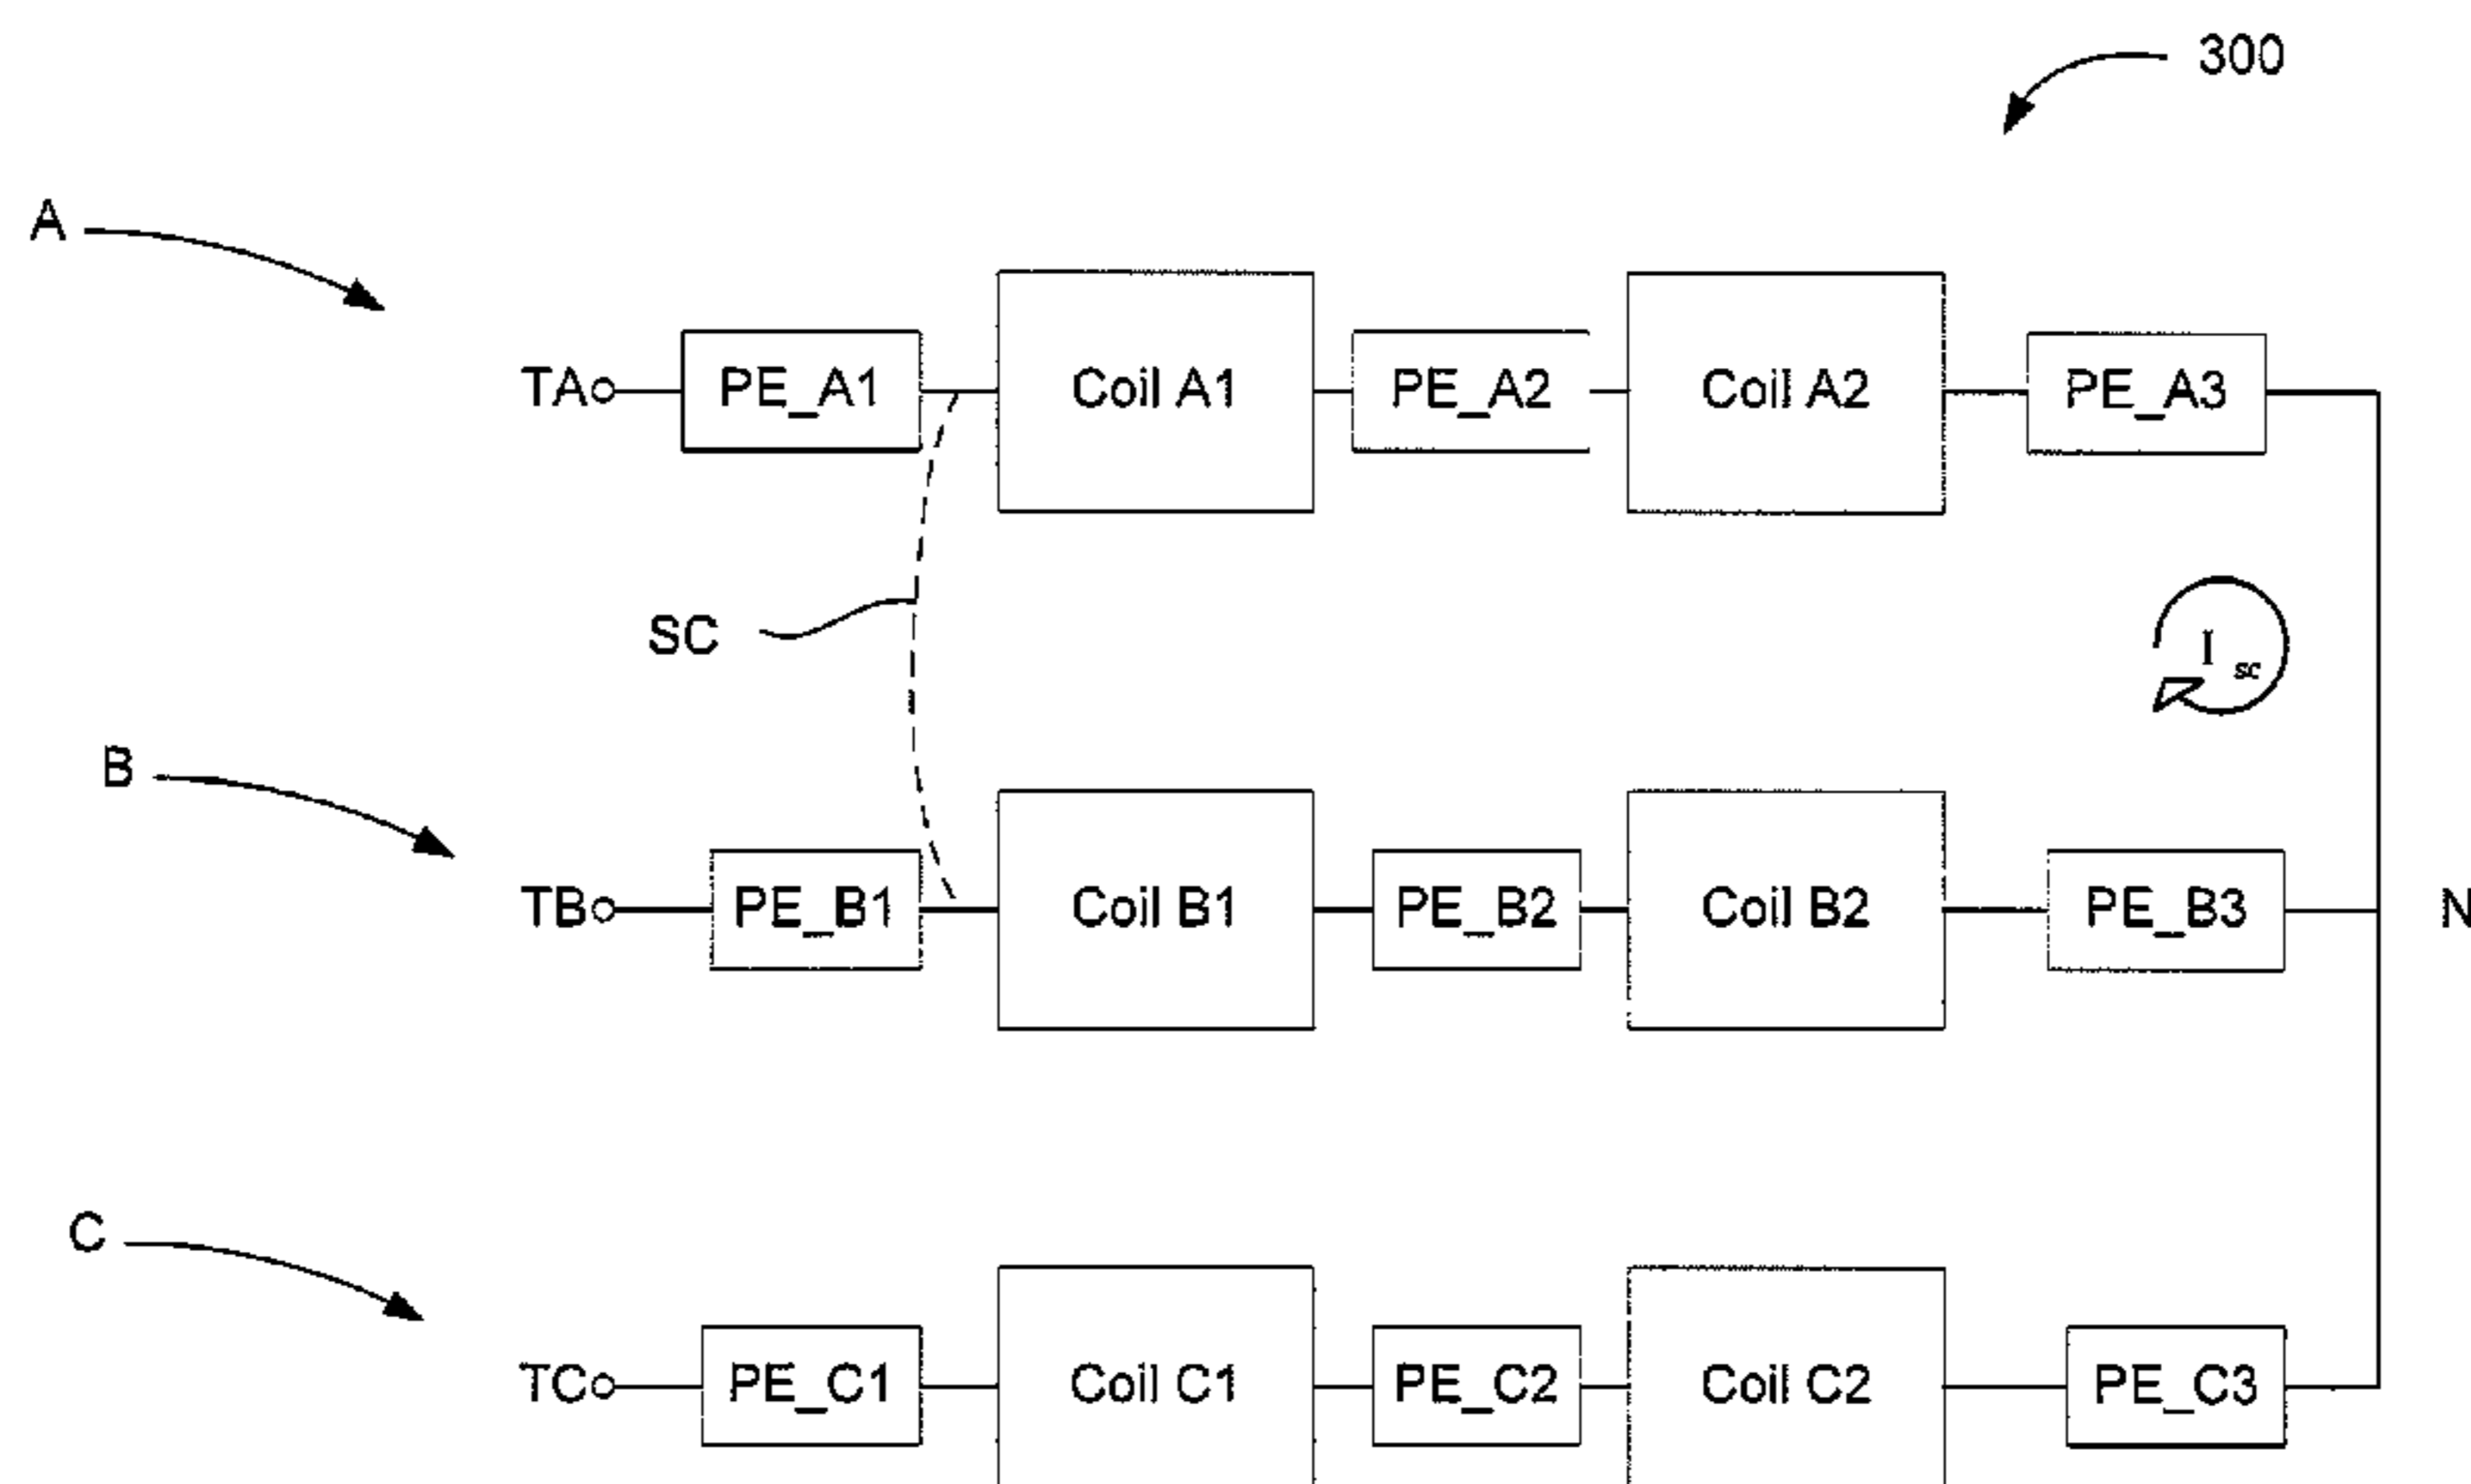 300
A
TA PE_A1 Coil A1 PE_A2 Coil A2 PE_A3
SC
I sc
B
TB PE_B1 Coil B1 PE_B2 Coil B2 PE_B3 N
C
TC PE_C1 Coil C1 PE_C2 Coil C2 PE_C3